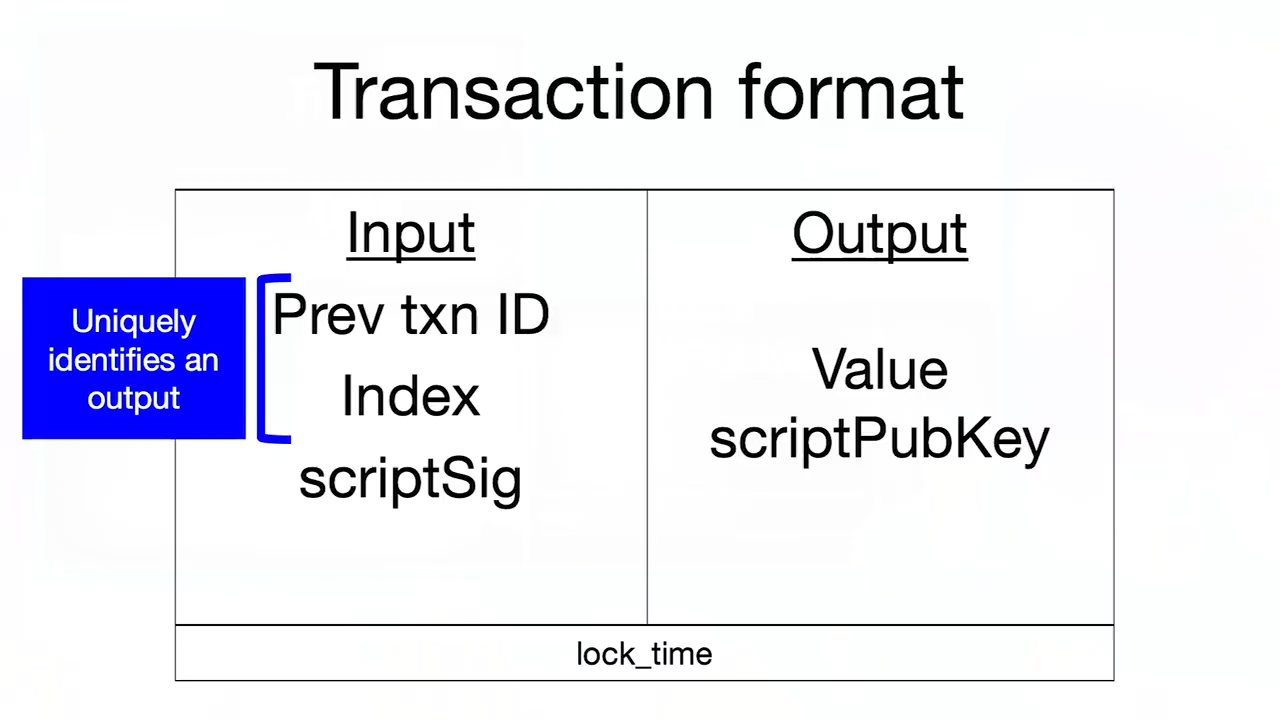 Transaction format
Input
Uniquely
identifies an
output
Prev txn ID
Index
scriptSig
Output
Value
scriptPubKey
lock_time